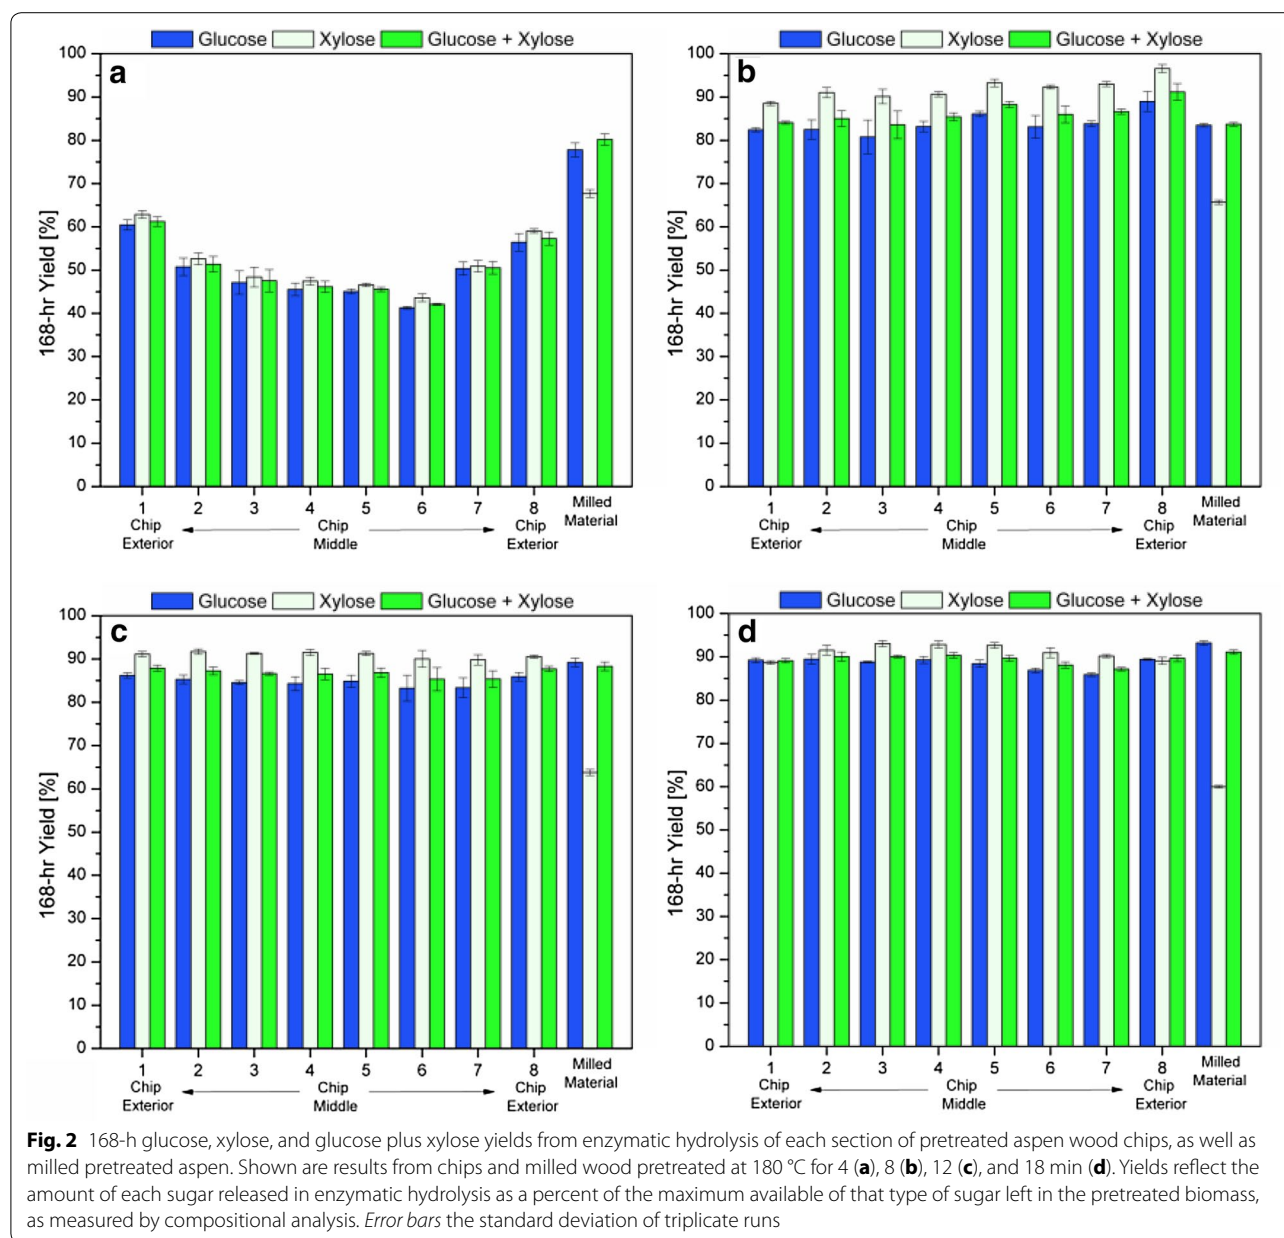 Glucose Xylose Glucose + Xylose
a
100
90
80
70
60
50
40
30
20
10
0
168-hr Yield [%]
1 2 3 4 5 6 7 8 Milled
Chip Chip Chip Material
Exterior Middle Exterior
Glucose Xylose Glucose + Xylose
b
100
90
80
70
60
50
40
30
20
10
0
168-hr Yield [%]
1 2 3 4 5 6 7 8 Milled
Chip Chip Chip Material
Exterior Middle Exterior
Glucose Xylose Glucose + Xylose
c
100
90
80
70
60
50
40
30
20
10
0
168-hr Yield [%]
1 2 3 4 5 6 7 8 Milled
Chip Chip Chip Material
Exterior Middle Exterior
Glucose Xylose Glucose + Xylose
d
100
90
80
70
60
50
40
30
20
10
0
168-hr Yield [%]
1 2 3 4 5 6 7 8 Milled
Chip Chip Chip Material
Exterior Middle Exterior
Fig. 2 168-h glucose, xylose, and glucose plus xylose yields from enzymatic hydrolysis of each section of pretreated aspen wood chips, as well as
milled pretreated aspen. Shown are results from chips and milled wood pretreated at 180 °C for 4 (a), 8 (b), 12 (c), and 18 min (d). Yields reflect the
amount of each sugar released in enzymatic hydrolysis as a percent of the maximum available of that type of sugar left in the pretreated biomass,
as measured by compositional analysis. Error bars the standard deviation of triplicate runs